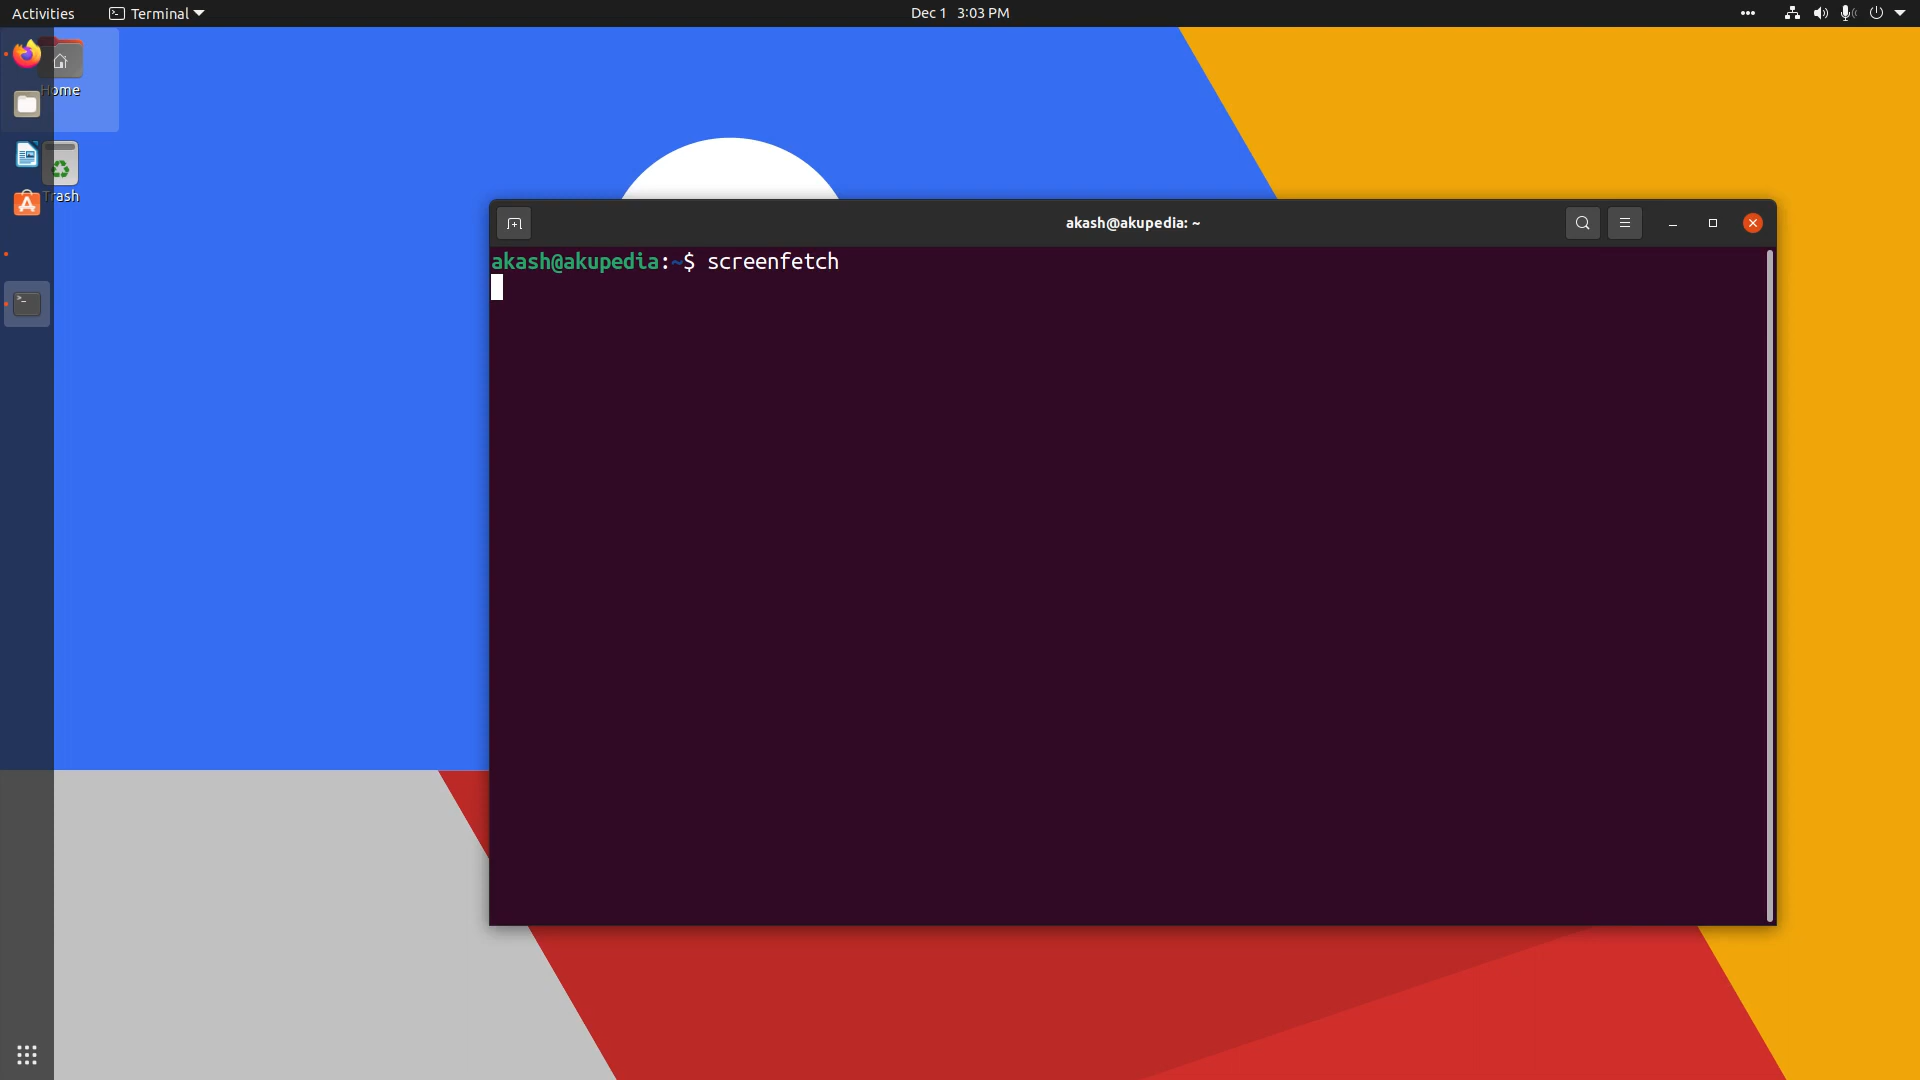 Activities
Terminal
Dec 1 3:03 PM
Home
Trash
akash@akupedia: ~
akash@akupedia:~$ screenfetch